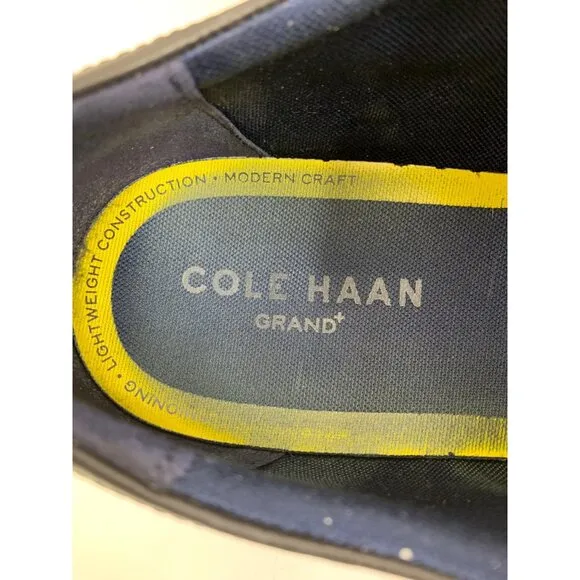 LIGHTWEIGHT CONSTRUCTION • MODERN CRAFT
COLE HAAN
GRAND+